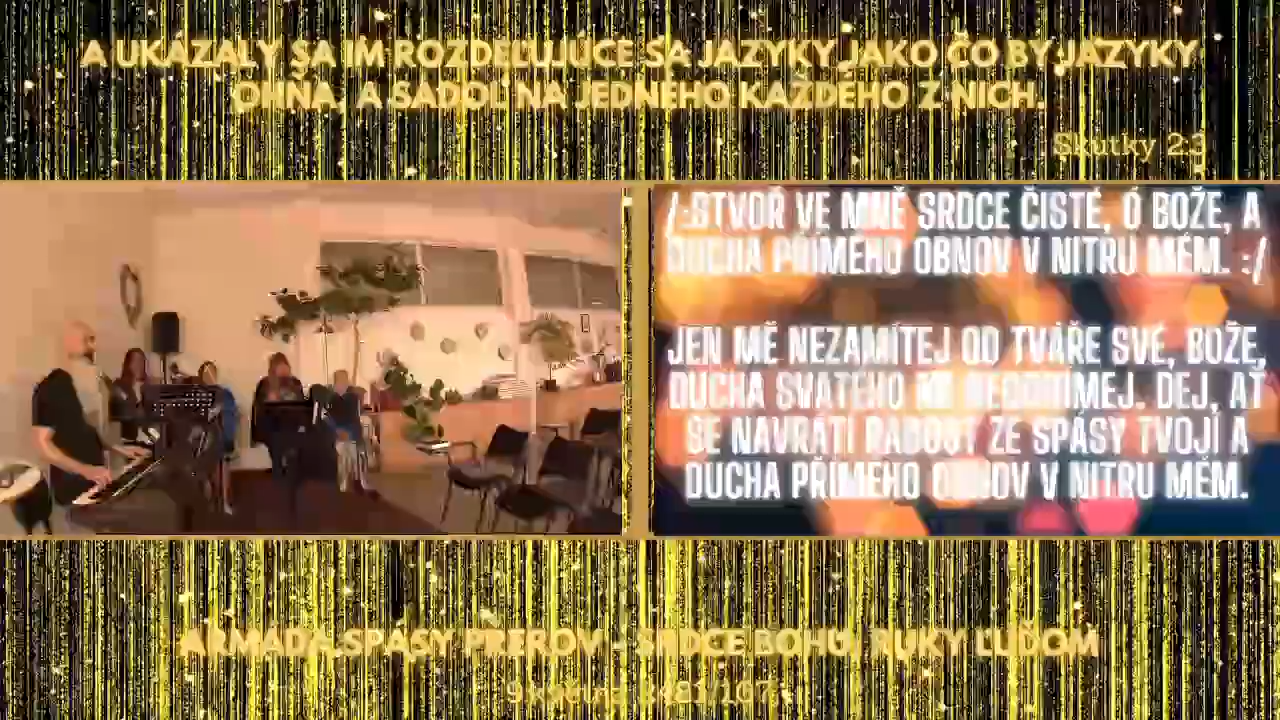 A UKÁZALY SA IM ROZDEĽUJÚCE SA JAZYKY JAKO ČO BY JAZYKY
OHŇA, A SADOL NA JEDNÉHO KAŽDÉHO Z NICH.
Skutky 2:3
/:STVOŘ VE MNĚ SRDCE ČISTÉ, Ó BOŽE, A
DUCHA PŘÍMÉHO OBNOV V NITRU MÉM. :/
JEN MĚ NEZAMÍTEJ OD TVÁŘE SVÉ, BOŽE,
DUCHA SVATÉHO MI NEODNÍMEJ. DEJ, AŤ
SE NAVRÁTÍ RADOST ZE SPÁSY TVOJÍ A
DUCHA PŘÍMÉHO OBNOV V NITRU MÉM.
ARMÁDA SPÁSY PŘEROV - SRDCE BOHU, RUKY ĽUĎOM